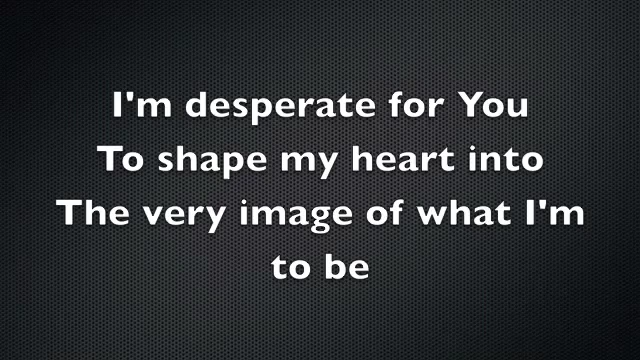 I'm desperate for You
To shape my heart into
The very image of what I'm
to be